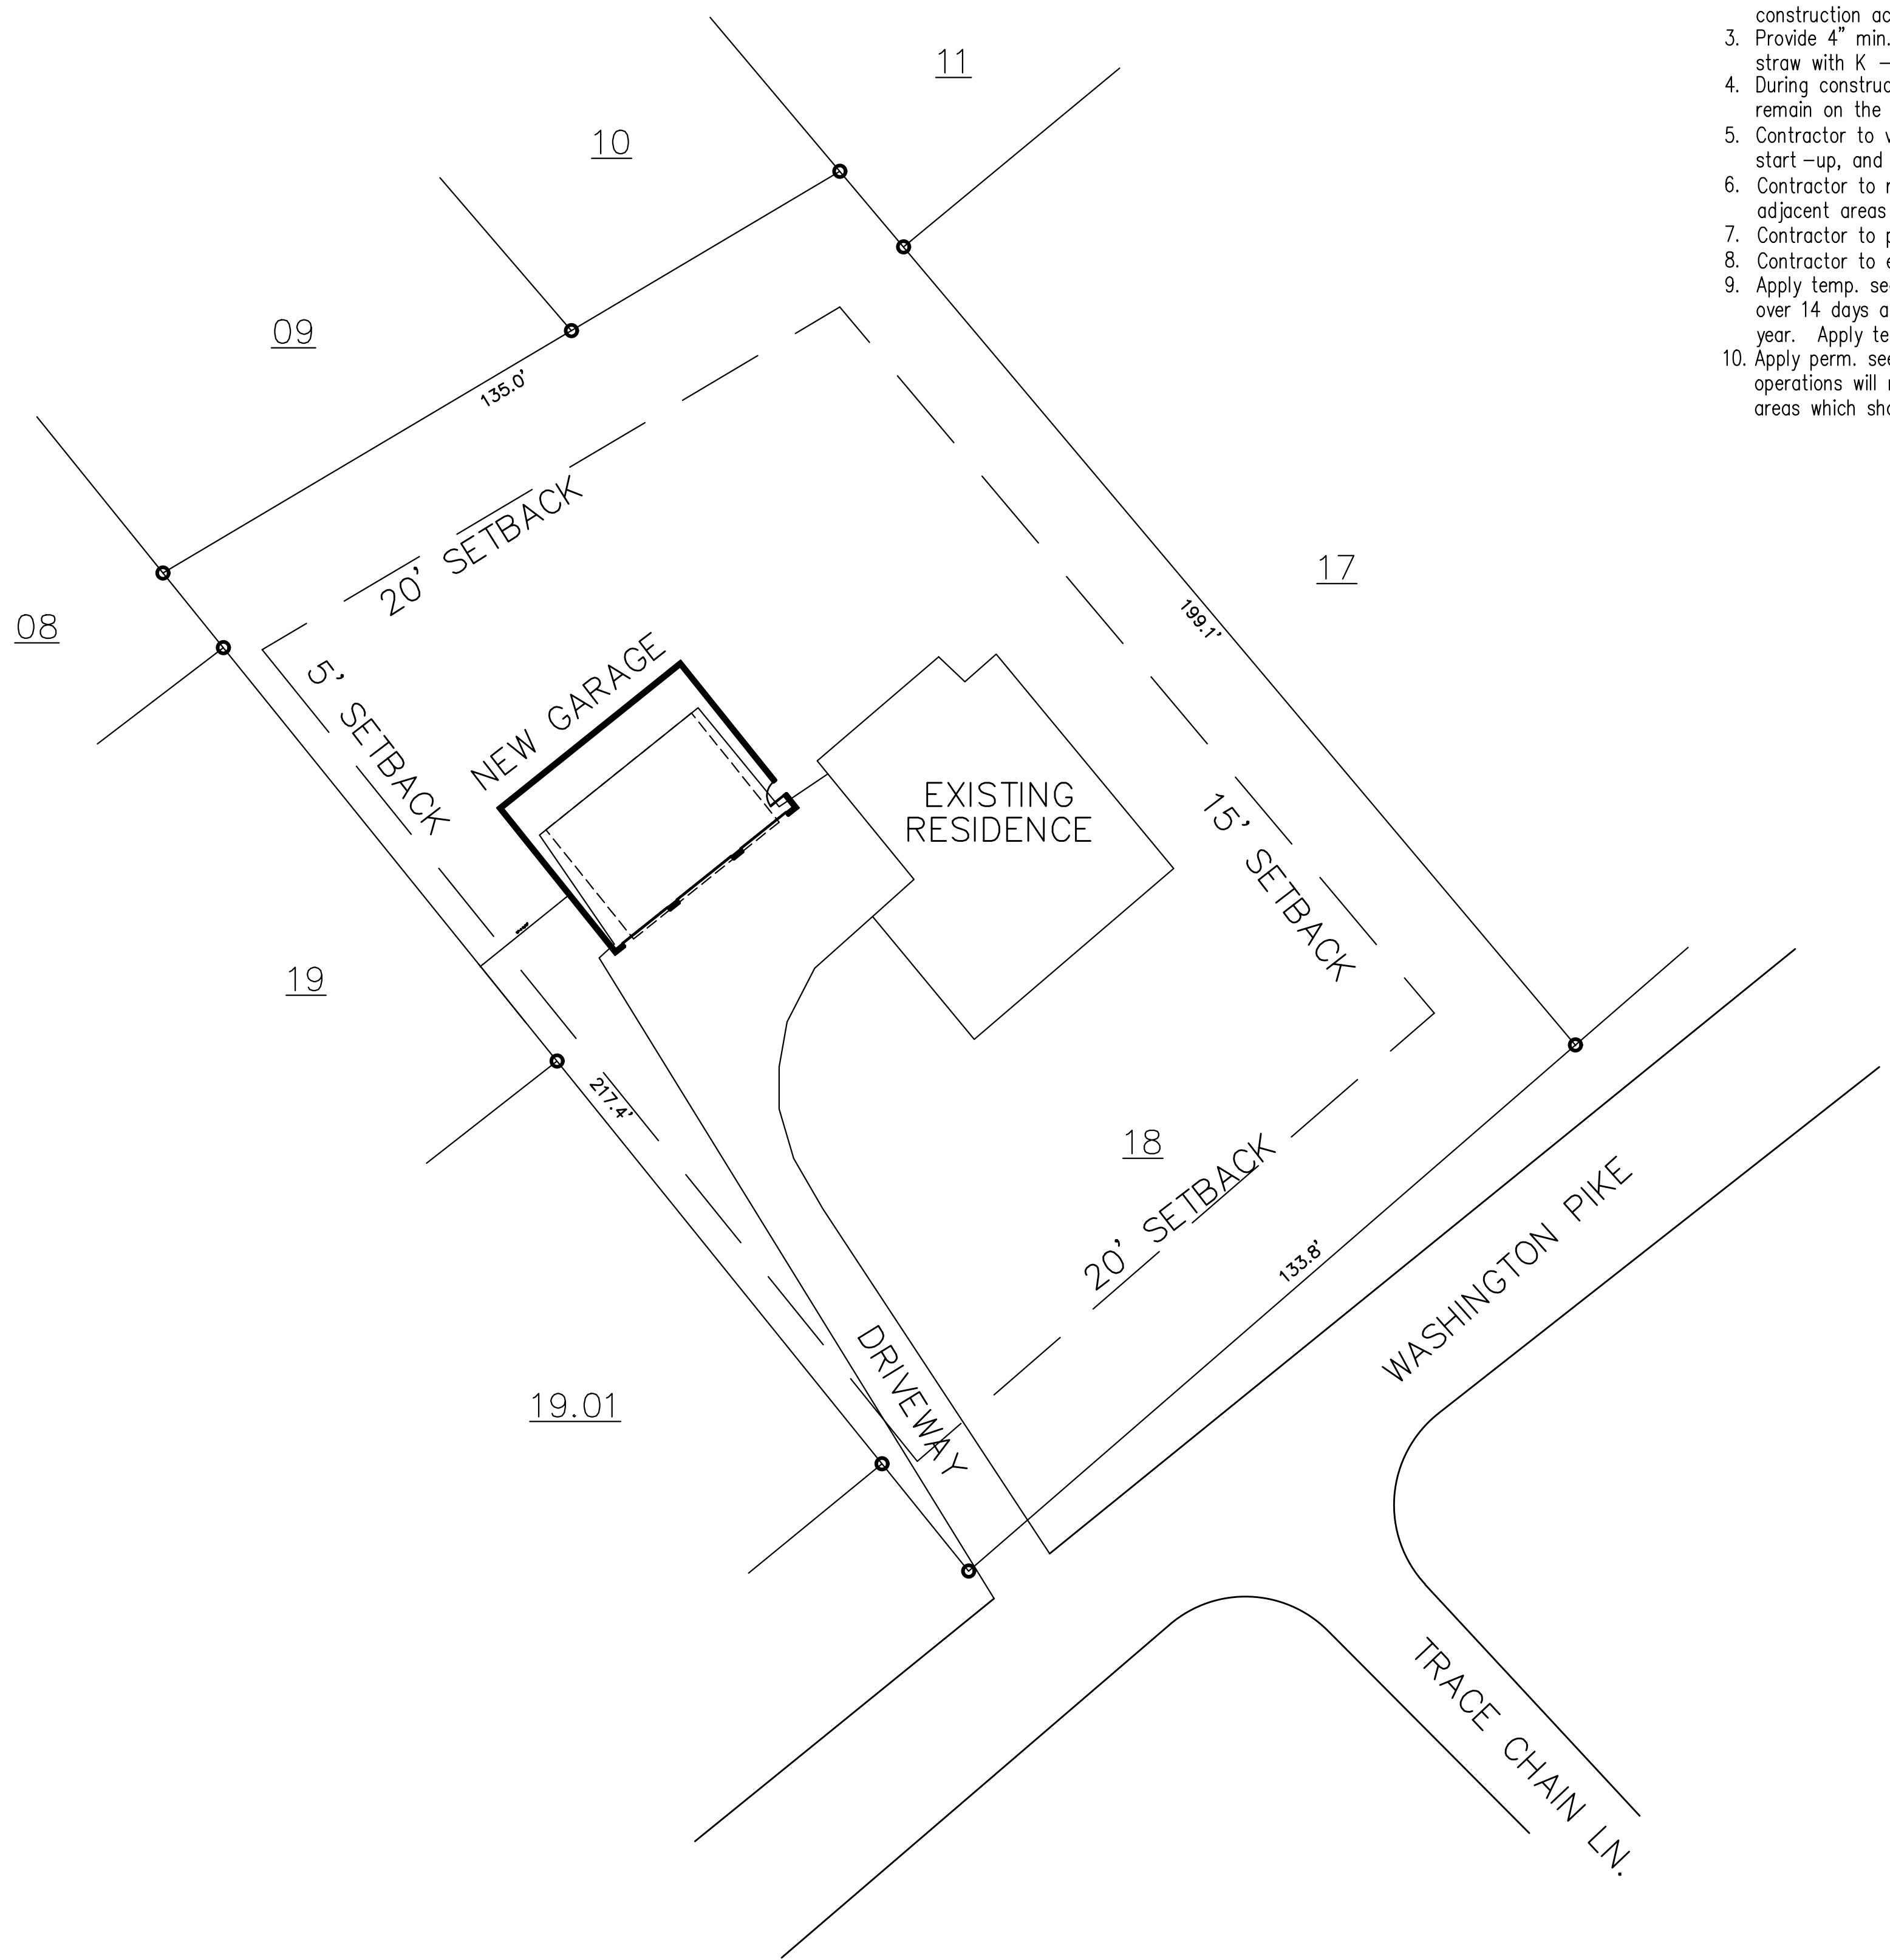 construction ac
3. Provide 4" min.
straw with K –
4. During construc
remain on the
5. Contractor to v
start-up, and
6. Contractor to r
adjacent areas
7. Contractor to p
8. Contractor to e
9. Apply temp. see
over 14 days a
year. Apply te
10. Apply perm. see
operations will r
areas which sho
11
10
09
135.0'
20' SETBACK
08
5' SETBACK
NEW GARAGE
17
199.1'
EXISTING
RESIDENCE
15' SETBACK
19
217.4'
18
20' SETBACK
133.8'
WASHINGTON PIKE
DRIVEWAY
19.01
TRACE CHAIN LN.